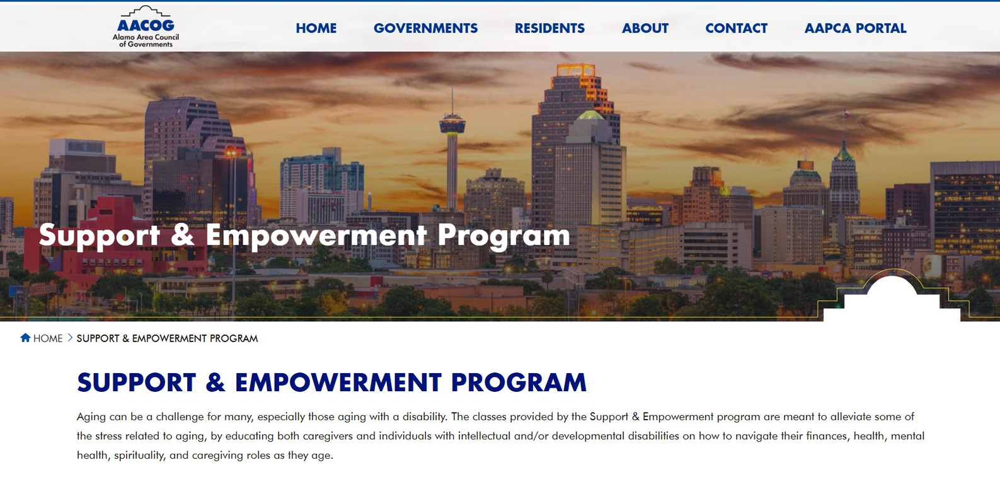 AACOG
Alamo Area Council
of Governments
HOME
GOVERNMENTS
RESIDENTS
ABOUT
CONTACT
AAPCA PORTAL
Support & Empowerment Program
HOME > SUPPORT & EMPOWERMENT PROGRAM
SUPPORT & EMPOWERMENT PROGRAM
Aging can be a challenge for many, especially those aging with a disability. The classes provided by the Support & Empowerment program are meant to alleviate some of
the stress related to aging, by educating both caregivers and individuals with intellectual and/or developmental disabilities on how to navigate their finances, health, mental
health, spirituality, and caregiving roles as they age.